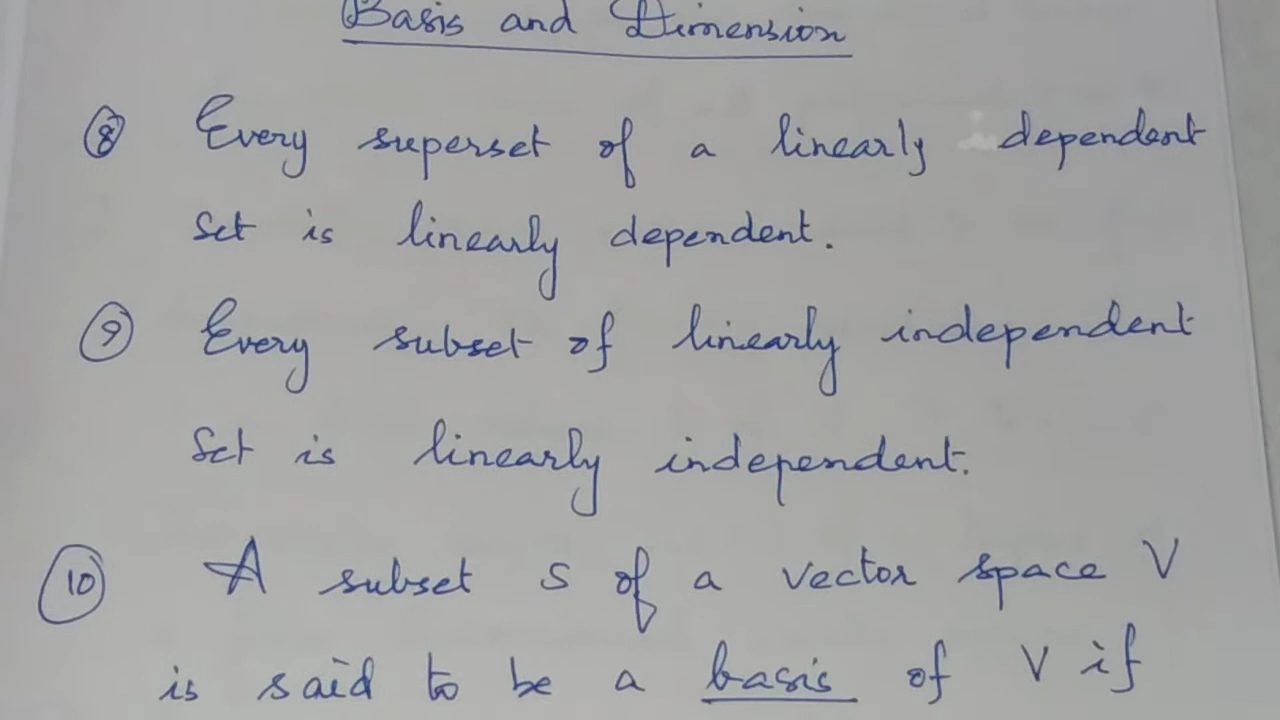 Basis and Dimension
⑧ Every superset of a linearly dependent
set is linearly dependent.
⑨ Every subset of linearly independent
set is linearly independent.
⑩ A subset S of a vector space V
is said to be a basis of V if